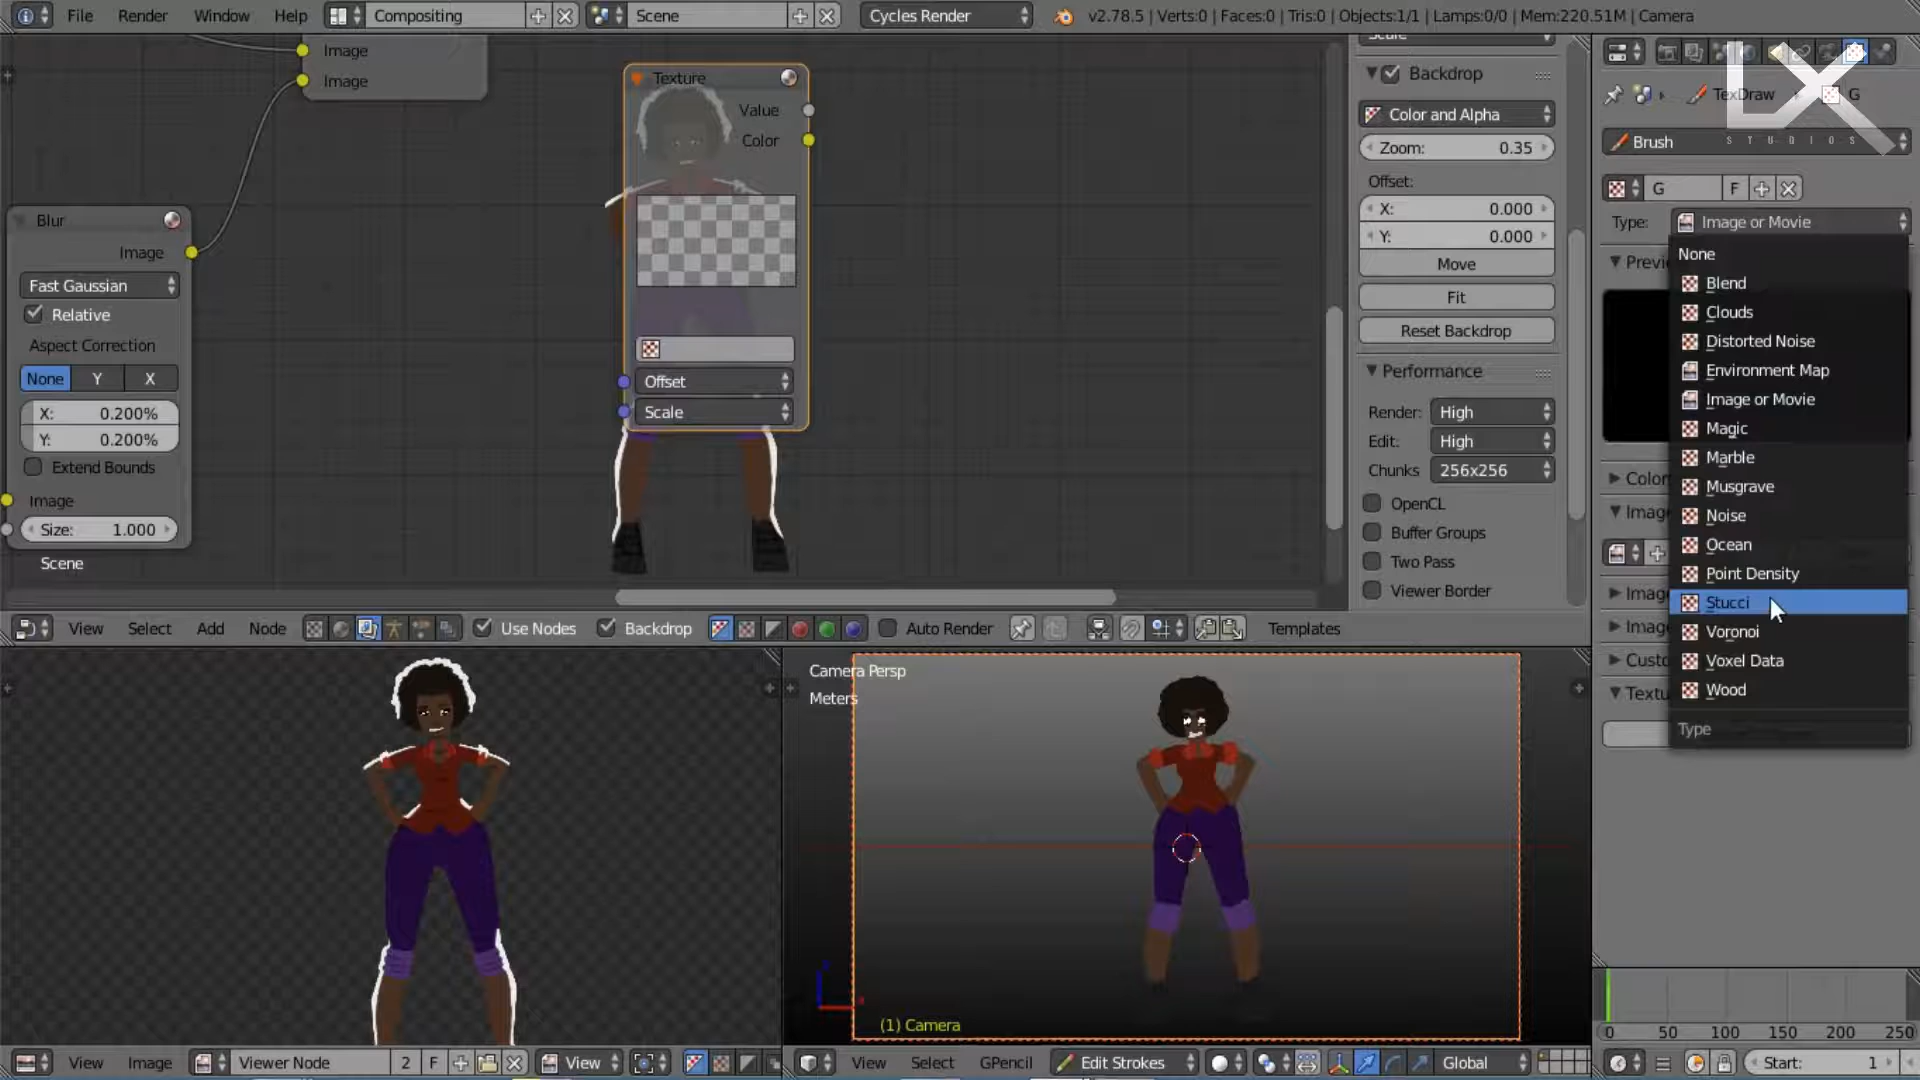 File Render Window Help Compositing Scene Cycles Render v2.78.5 | Verts:0 | Faces:0 | Tris:0 | Objects:1/1 | Lamps:0/0 | Mem:220.51M | Camera
Image
Image
Blur
Image
Fast Gaussian
Relative
Aspect Correction
None Y X
X: 0.200%
Y: 0.200%
Extend Bounds
Image
Size: 1.000
Scene
Texture
Value
Color
Offset
Scale
Scale
Backdrop
Color and Alpha
Zoom: 0.35
Offset:
X: 0.000
Y: 0.000
Move
Fit
Reset Backdrop
Performance
Render: High
Edit: High
Chunks 256x256
OpenCL
Buffer Groups
Two Pass
Viewer Border
LX
STUDIOS
TexDraw G
Brush
G F
Type: Image or Movie
None
Blend
Clouds
Distorted Noise
Environment Map
Image or Movie
Magic
Marble
Musgrave
Noise
Ocean
Point Density
Stucci
Voronoi
Voxel Data
Wood
Type
View Select Add Node Use Nodes Backdrop Auto Render Templates
Camera Persp
Meters
(1) Camera
0 50 100 150 200 250
View Image Viewer Node 2 F View
View Select GPencil Edit Strokes Global
Start: 1